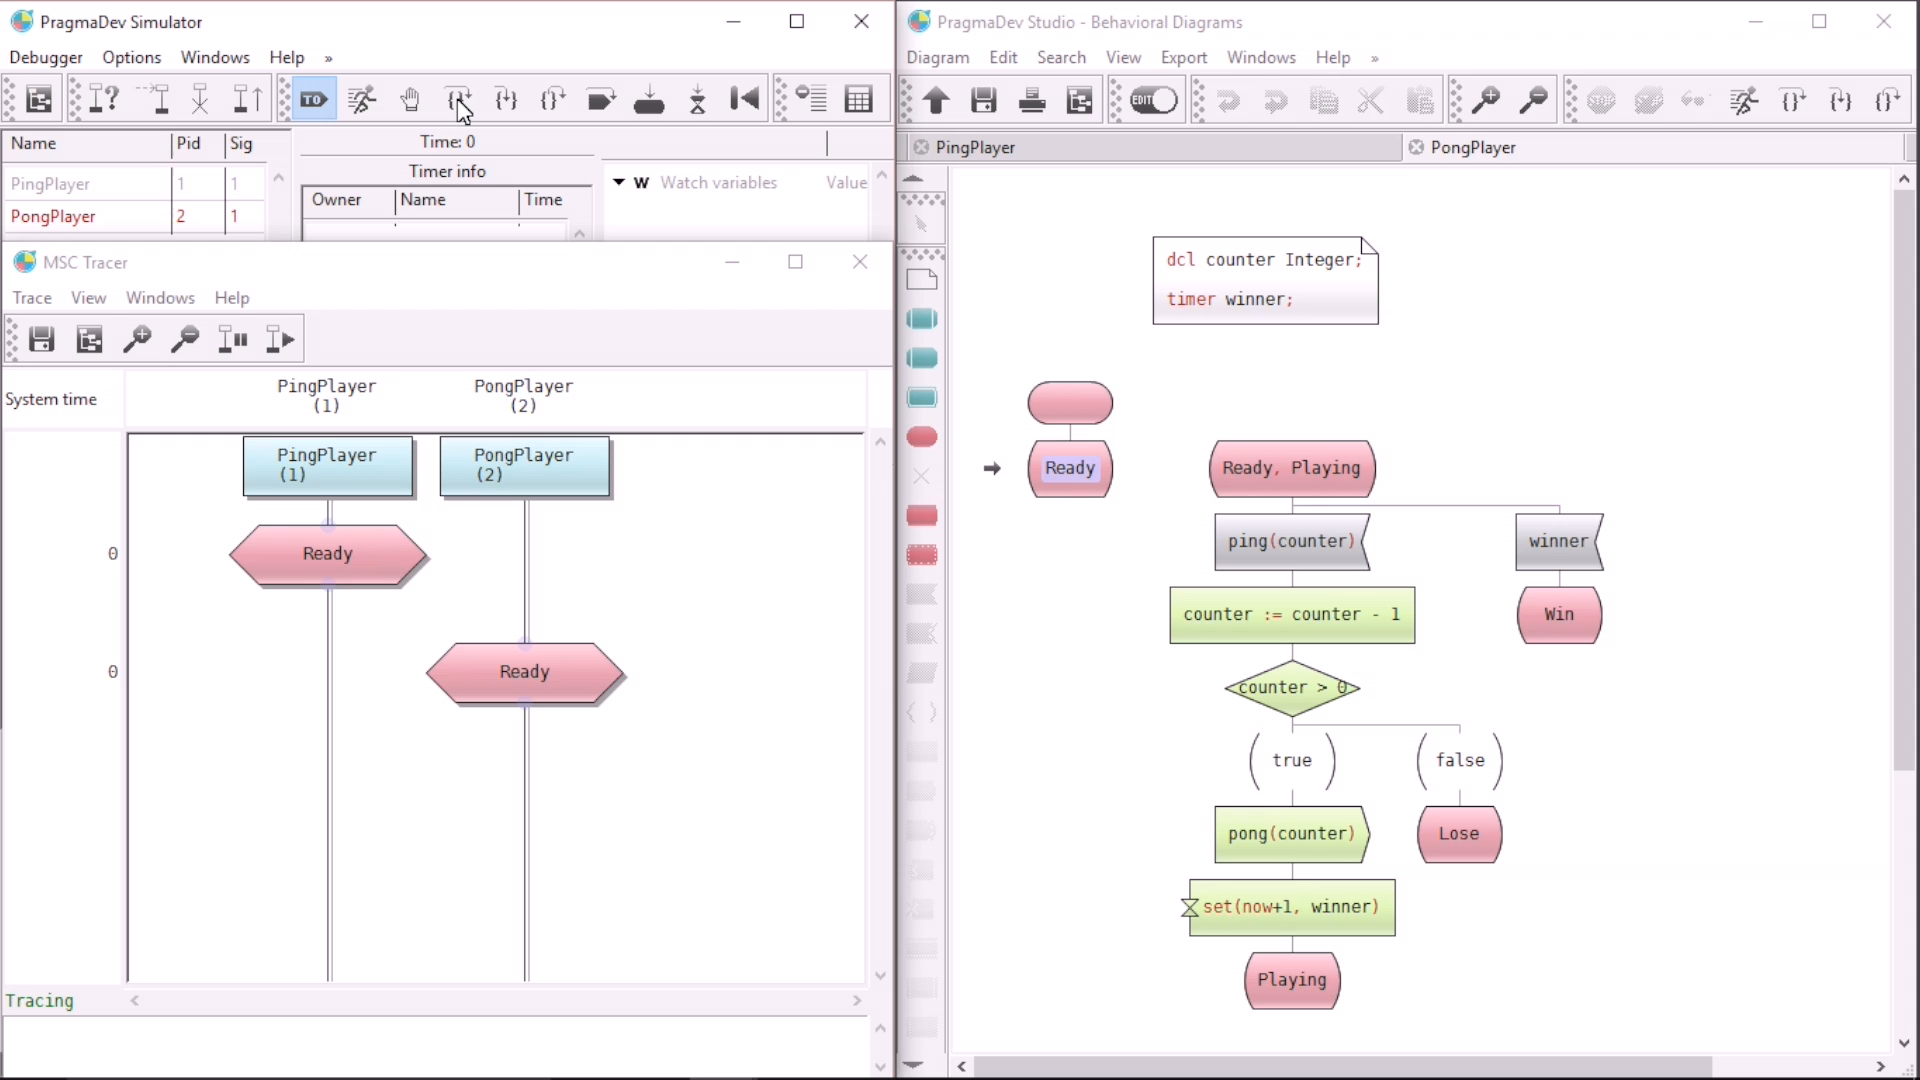 PragmaDev Simulator
Debugger Options Windows Help »
TO
Name Pid Sig
PingPlayer 1 1
PongPlayer 2 1
Time: 0
Timer info
Owner Name Time
W Watch variables Value
MSC Tracer
Trace View Windows Help
System time
PingPlayer
(1)
PongPlayer
(2)
PingPlayer
(1)
PongPlayer
(2)
0
Ready
0
Ready
Tracing
PragmaDev Studio - Behavioral Diagrams
Diagram Edit Search View Export Windows Help »
EDIT
STOP
PingPlayer
PongPlayer
dcl counter Integer;
timer winner;
Ready
Ready, Playing
ping(counter)
winner
counter := counter - 1
Win
counter > 0
true
false
pong(counter)
Lose
set(now+1, winner)
Playing